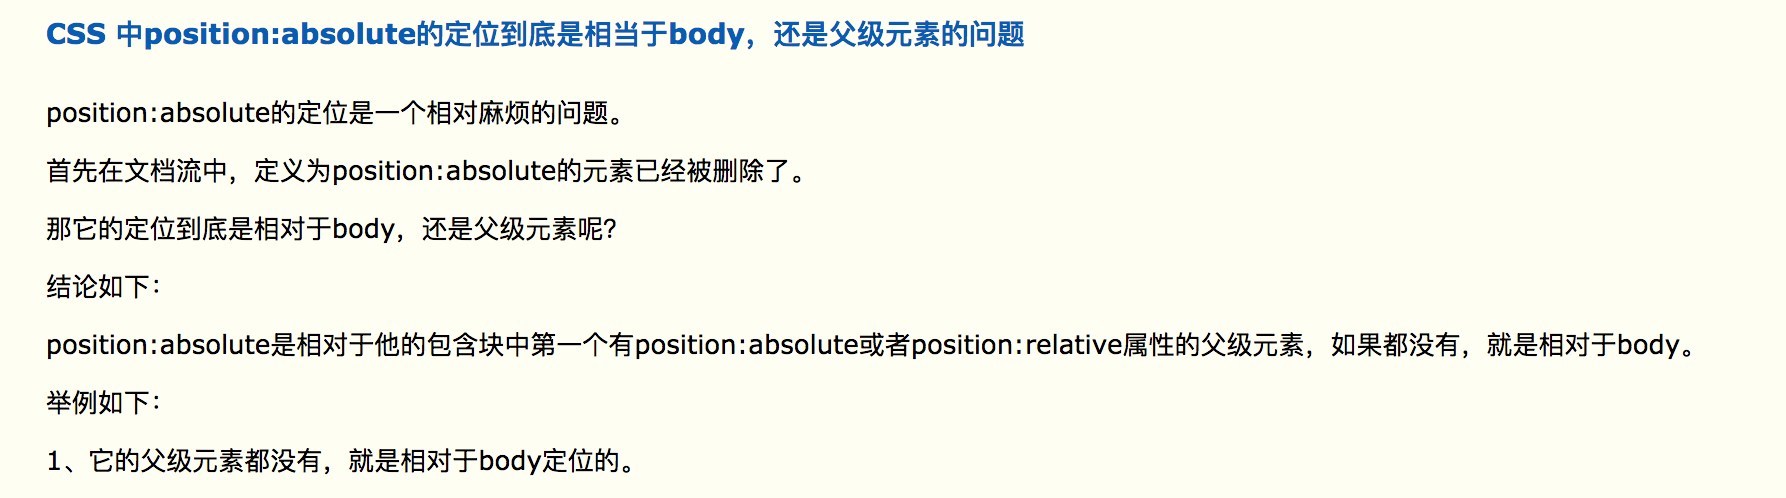 CSS 中position:absolute的定位到底是相当于body，还是父级元素的问题
position:absolute的定位是一个相对麻烦的问题。
首先在文档流中，定义为position:absolute的元素已经被删除了。
那它的定位到底是相对于body，还是父级元素呢？
结论如下：
position:absolute是相对于他的包含块中第一个有position:absolute或者position:relative属性的父级元素，如果都没有，就是相对于body。
举例如下：
1、它的父级元素都没有，就是相对于body定位的。